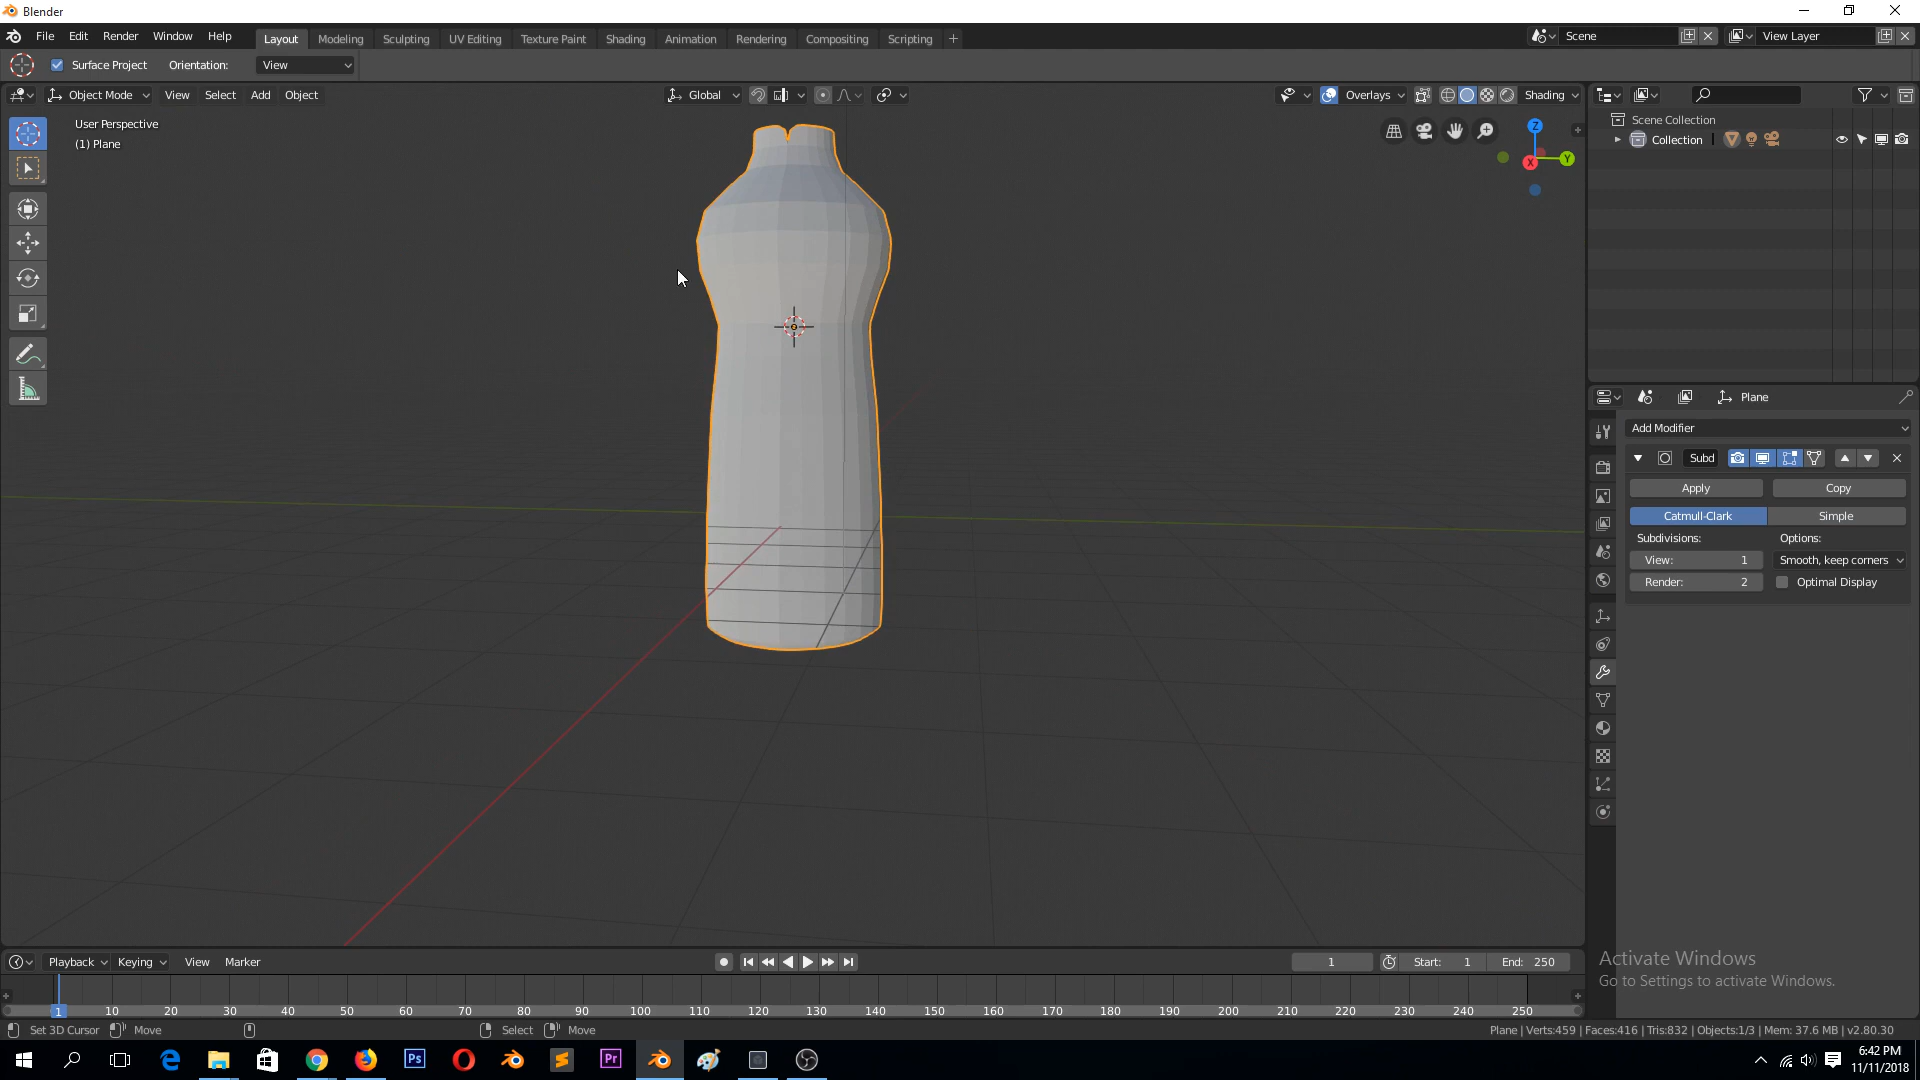 Blender
File Edit Render Window Help Layout Modeling Sculpting UV Editing Texture Paint Shading Animation Rendering Compositing Scripting Scene View Layer
Surface Project Orientation: View
Object Mode View Select Add Object Global Overlays Shading
User Perspective
(1) Plane
Z
Y
X
Scene Collection
Collection
Plane
Add Modifier
Subd
Apply Copy
Catmull-Clark Simple
Subdivisions: Options:
View: 1 Smooth, keep corners
Render: 2 Optimal Display
Activate Windows
Go to Settings to activate Windows.
Playback Keying View Marker 1 Start: 1 End: 250
1 10 20 30 40 50 60 70 80 90 100 110 120 130 140 150 160 170 180 190 200 210 220 230 240 250
Set 3D Cursor Move Select Move Plane | Verts:459 | Faces:416 | Tris:832 | Objects:1/3 | Mem: 37.6 MB | v2.80.30
Ps Pr
6:42 PM
11/11/2018